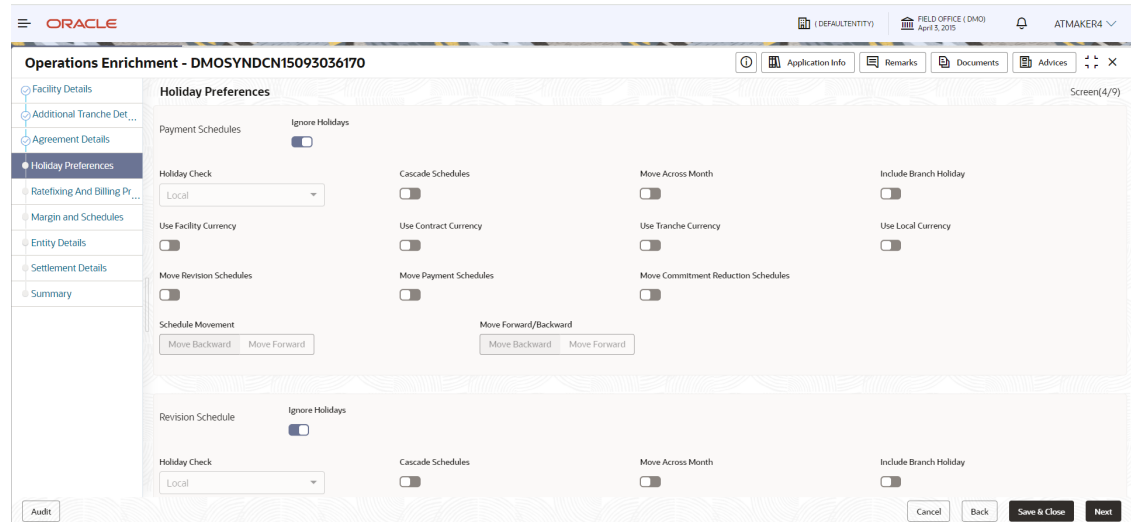 ORACLE
( DEFAULTENTITY)
FIELD OFFICE ( DMO)
April 3, 2015
ATMAKER4
Operations Enrichment - DMOSYNDCN15093036170
Application Info
Remarks
Documents
Advices
Facility Details
Additional Tranche Det...
Agreement Details
Holiday Preferences
Ratefixing And Billing Pr...
Margin and Schedules
Entity Details
Settlement Details
Summary
Holiday Preferences
Screen(4/9)
Payment Schedules
Ignore Holidays
Holiday Check
Cascade Schedules
Move Across Month
Include Branch Holiday
Local
Use Facility Currency
Use Contract Currency
Use Tranche Currency
Use Local Currency
Move Revision Schedules
Move Payment Schedules
Move Commitment Reduction Schedules
Schedule Movement
Move Forward/Backward
Move Backward Move Forward
Move Backward Move Forward
Revision Schedule
Ignore Holidays
Holiday Check
Cascade Schedules
Move Across Month
Include Branch Holiday
Local
Audit
Cancel
Back
Save & Close
Next